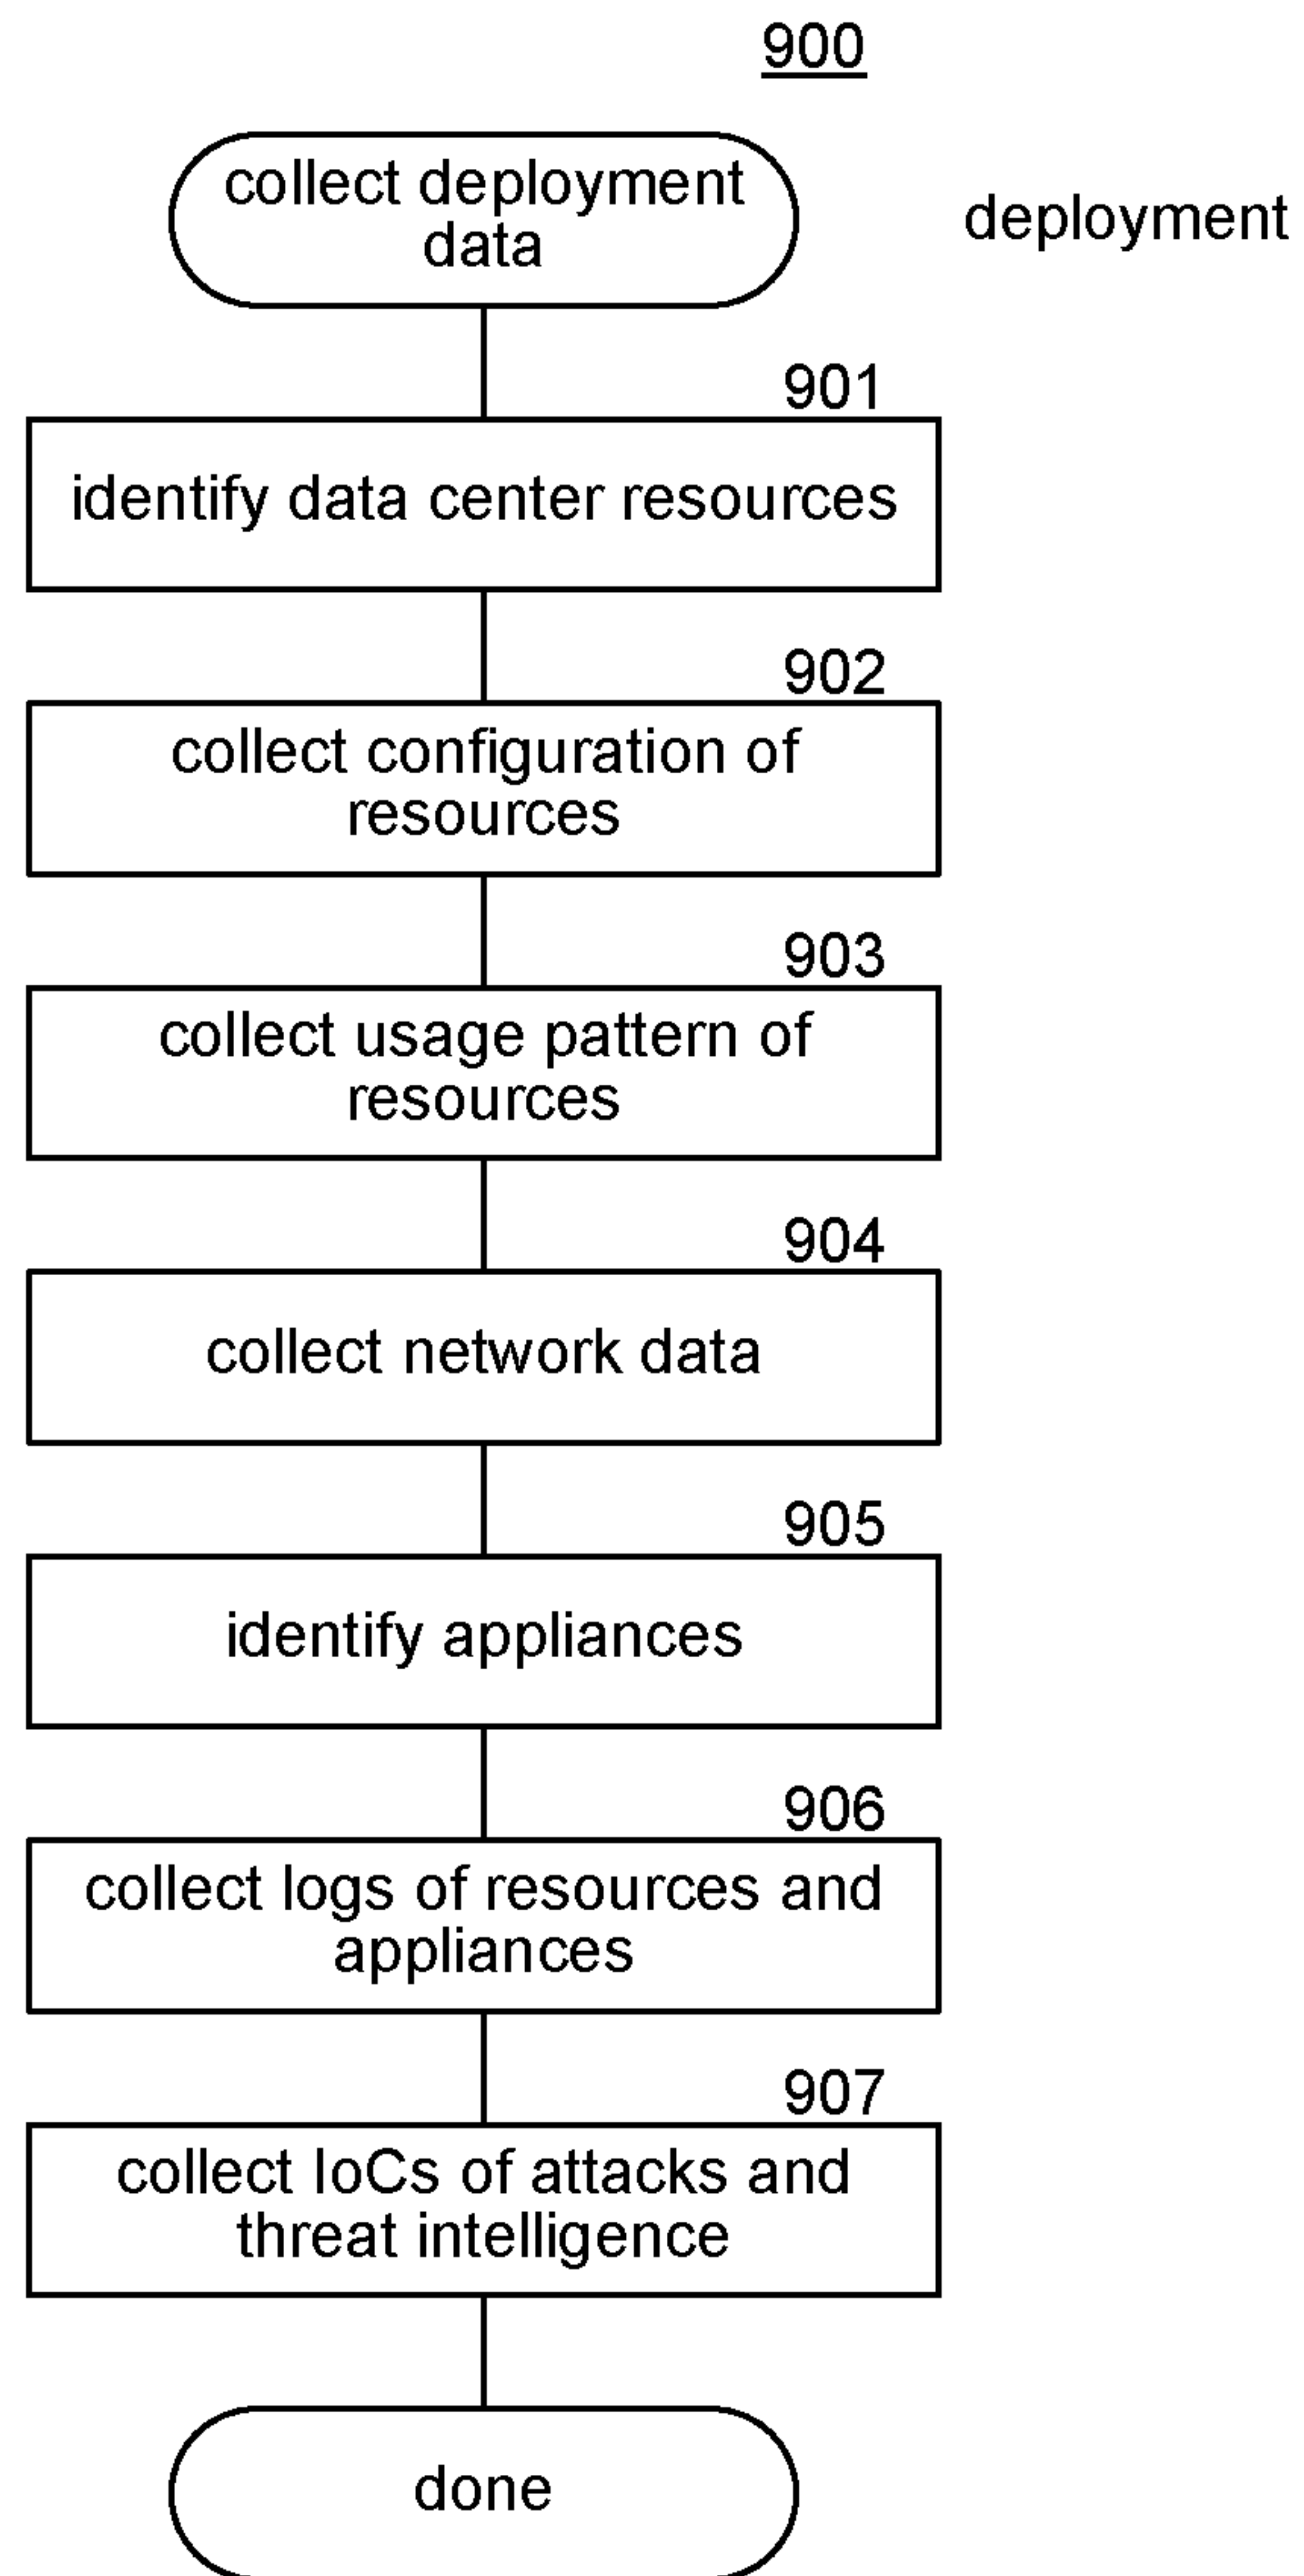 900
collect deployment
data
deployment
901
identify data center resources
902
collect configuration of
resources
903
collect usage pattern of
resources
904
collect network data
905
identify appliances
906
collect logs of resources and
appliances
907
collect IoCs of attacks and
threat intelligence
done